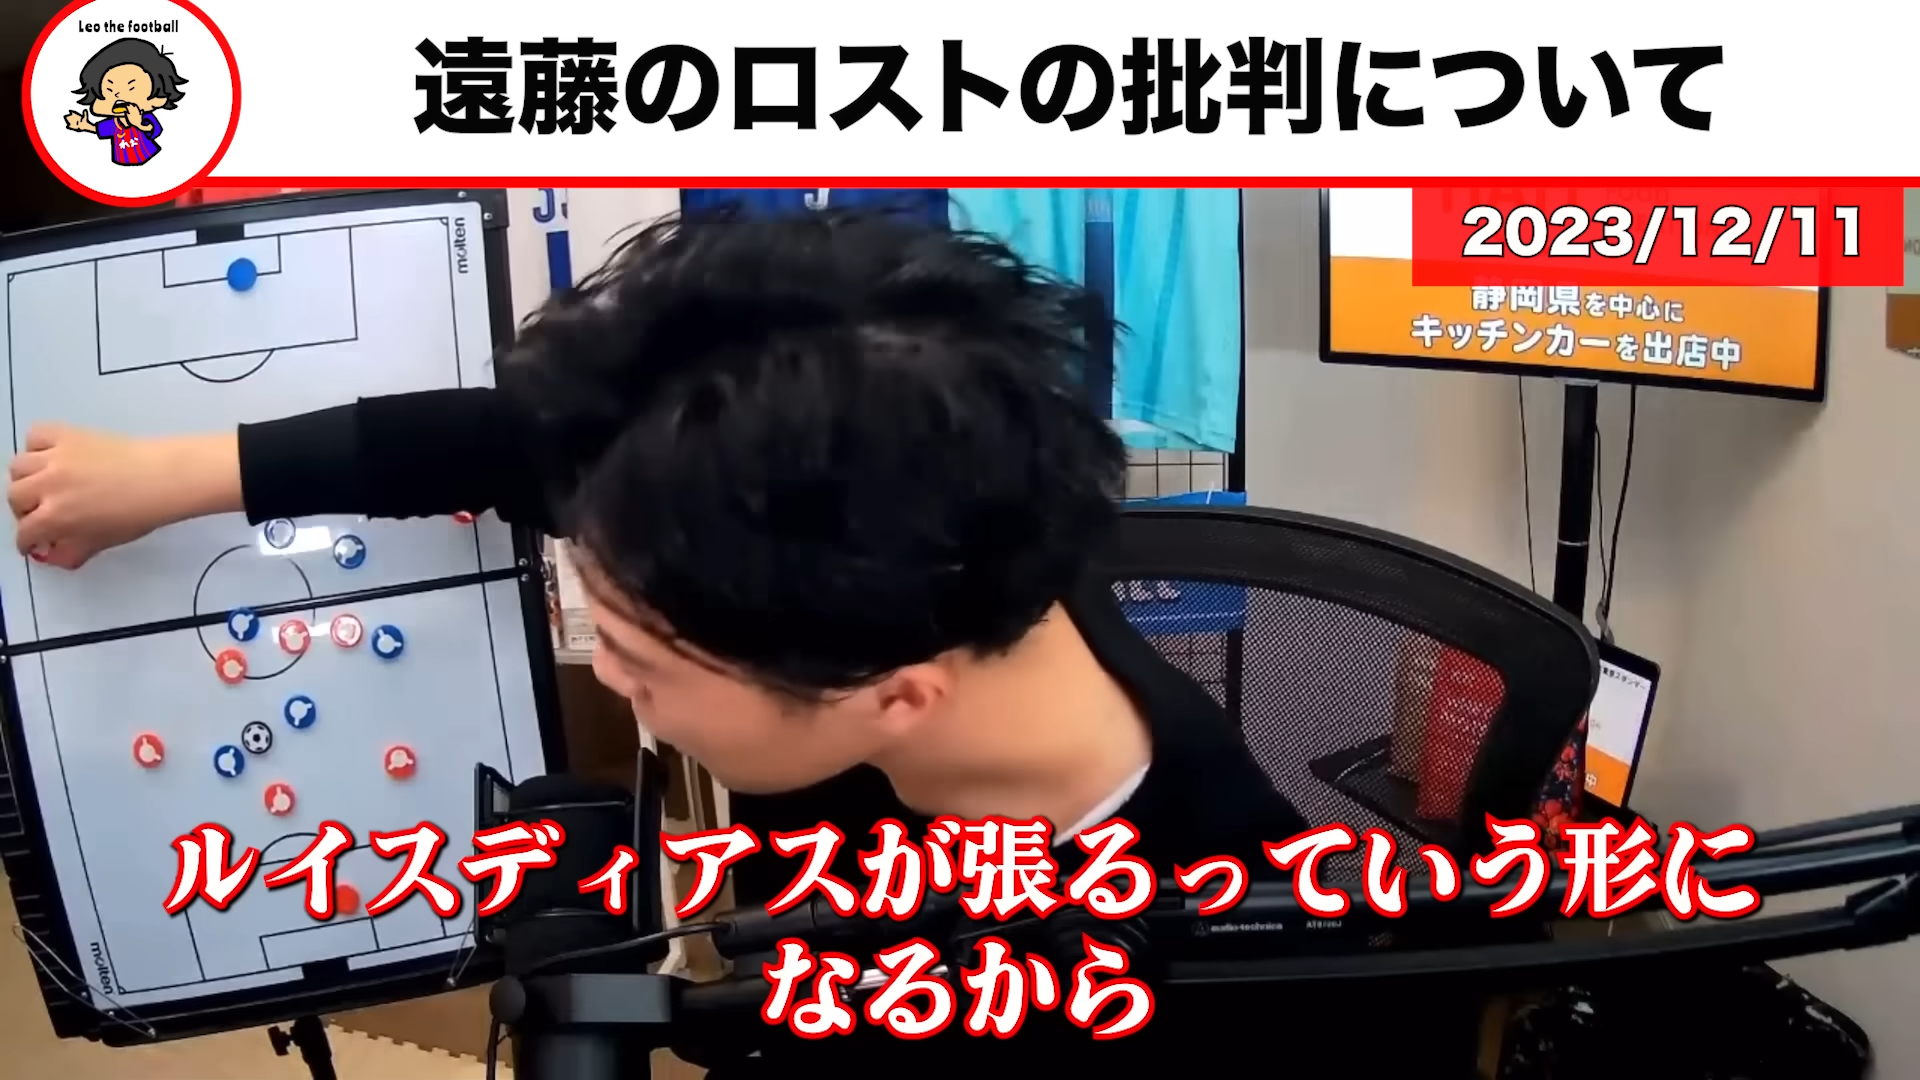 Leo the football
遠藤のロストの批判について
2023/12/11
静岡県を中心に
キッチンカーを出店中
molten
molten
audio-technica
ルイスディアスが張るっていう形に
なるから